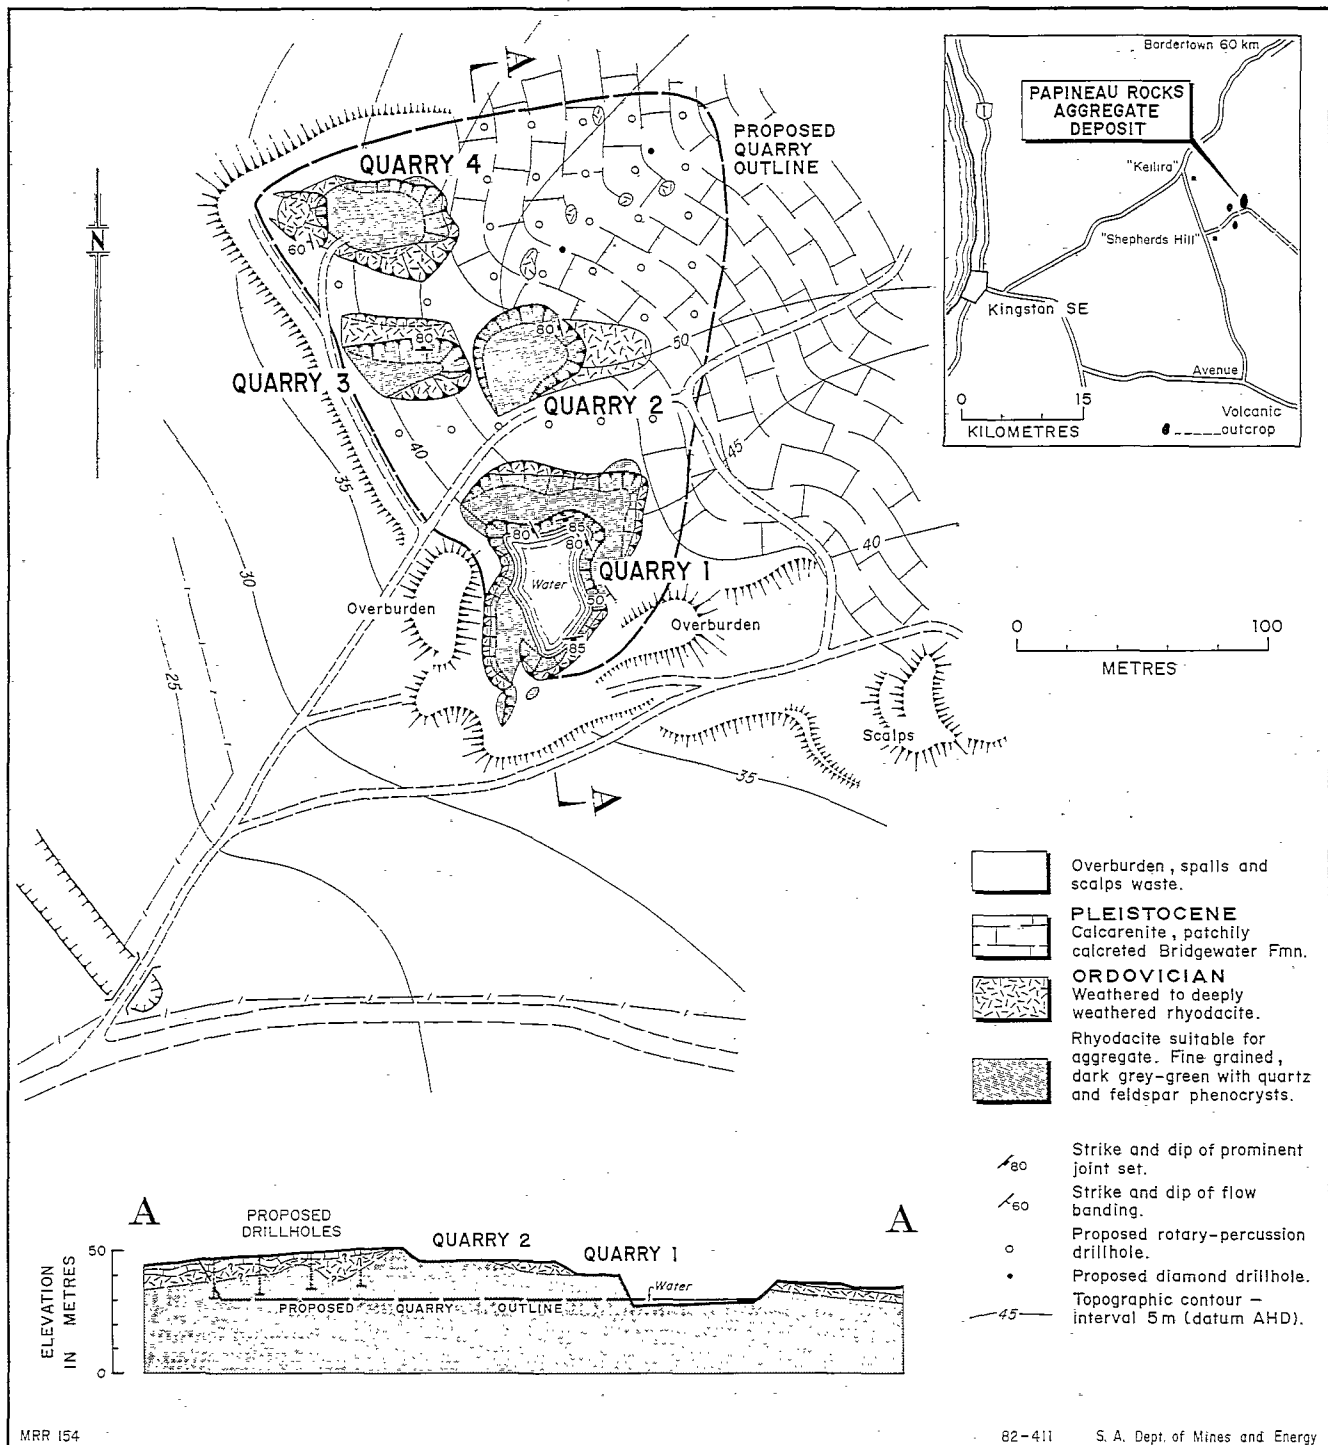 A
Bordertown 60 km
1
PAPINEAU ROCKS
AGGREGATE
DEPOSIT
"Keilira"
"Shepherds Hill"
Kingston SE
Avenue
0 15
KILOMETRES
Volcanic
outcrop
PROPOSED
QUARRY
OUTLINE
QUARRY 4
N
60
80
80
50
QUARRY 3
QUARRY 2
40
45
35
80
85
80
40
30
QUARRY 1
Water
50
Overburden
Overburden
85
0 100
METRES
25
Scalps
35
A
Overburden, spalls and
scalps waste.
PLEISTOCENE
Calcarenite, patchily
calcreted Bridgewater Fmn.
ORDOVICIAN
Weathered to deeply
weathered rhyodacite.
Rhyodacite suitable for
aggregate. Fine grained,
dark grey-green with quartz
and feldspar phenocrysts.
80
Strike and dip of prominent
joint set.
60
Strike and dip of flow
banding.
Proposed rotary-percussion
drillhole.
Proposed diamond drillhole.
45
Topographic contour –
interval 5m (datum AHD).
A
A
PROPOSED
DRILLHOLES
QUARRY 2
QUARRY 1
Water
50
0
ELEVATION
IN METRES
PROPOSED QUARRY OUTLINE
MRR 154
82-411
S. A. Dept. of Mines and Energy